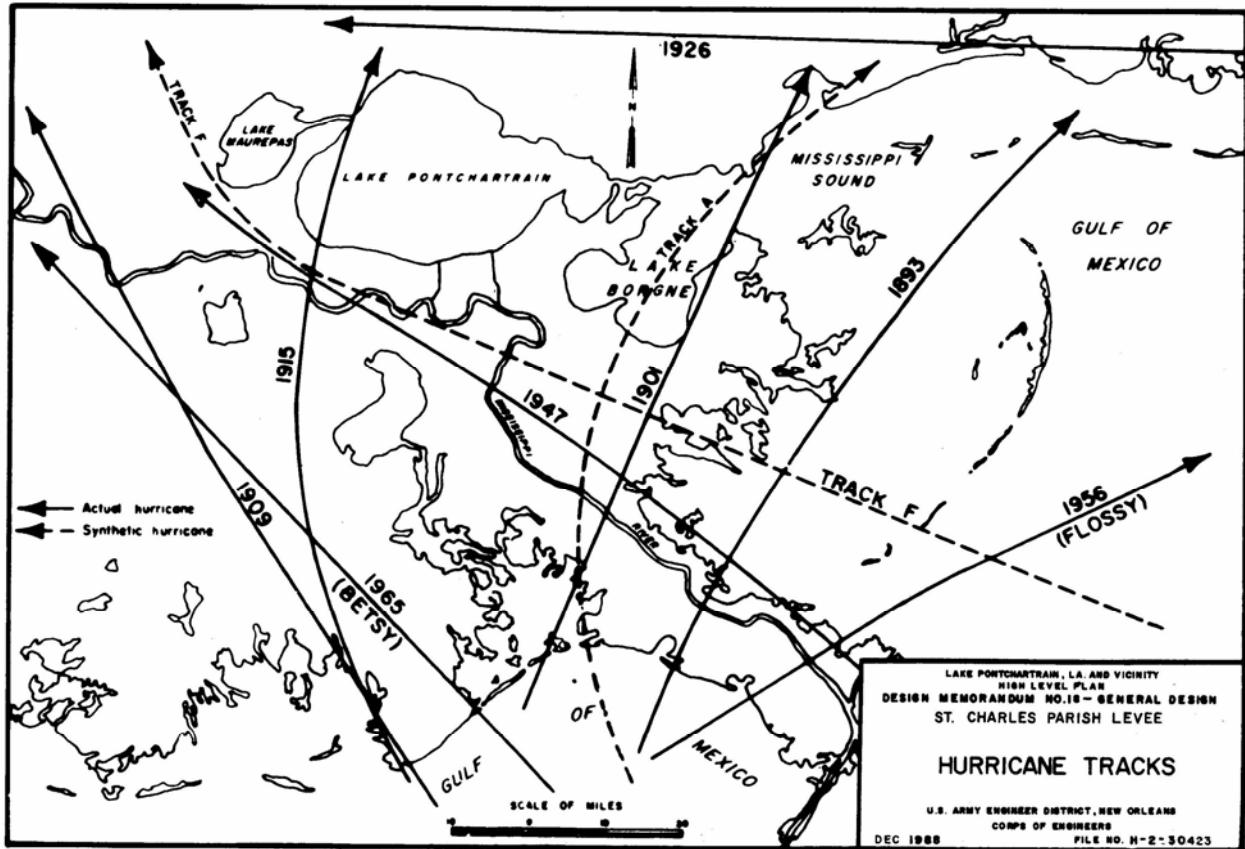 1926
N
TRACK F
LAKE
MAUREPAS
LAKE PONTCHARTRAIN
MISSISSIPPI
SOUND
TRACK A
LAKE
BORGNE
GULF OF
MEXICO
1893
1915
1901
1947
MISSISSIPPI
RIVER
TRACK F
1956
(FLOSSY)
Actual hurricane
Synthetic hurricane
1909
1965
(BETSY)
GULF
OF
MEXICO
SCALE OF MILES
10 0 10 20
LAKE PONTCHARTRAIN, LA. AND VICINITY
HIGH LEVEL PLAN
DESIGN MEMORANDUM NO.18 - GENERAL DESIGN
ST. CHARLES PARISH LEVEE
HURRICANE TRACKS
U.S. ARMY ENGINEER DISTRICT, NEW ORLEANS
CORPS OF ENGINEERS
DEC 1988 FILE NO. H-2-30423